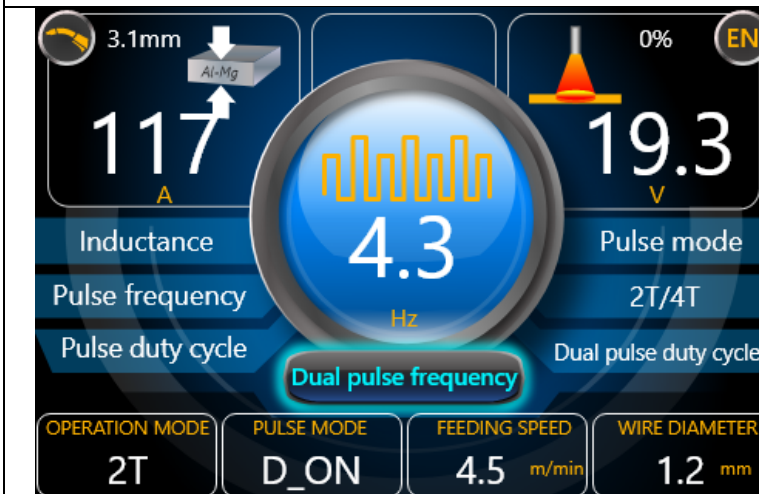 3.1mm
Al-Mg
117
A
0%
EN
19.3
V
4.3
Hz
Inductance
Pulse frequency
Pulse duty cycle
Pulse mode
2T/4T
Dual pulse duty cycle
Dual pulse frequency
OPERATION MODE
2T
PULSE MODE
D_ON
FEEDING SPEED
4.5 m/min
WIRE DIAMETER
1.2 mm